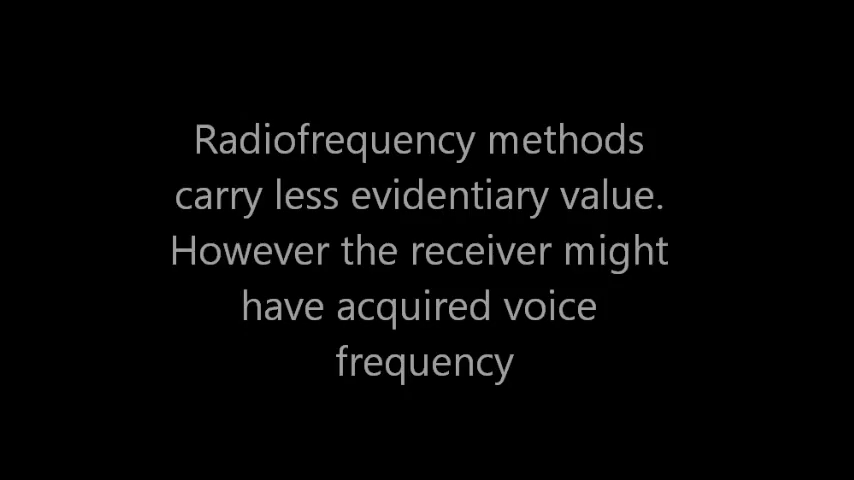 Radiofrequency methods
carry less evidentiary value.
However the receiver might
have acquired voice
frequency